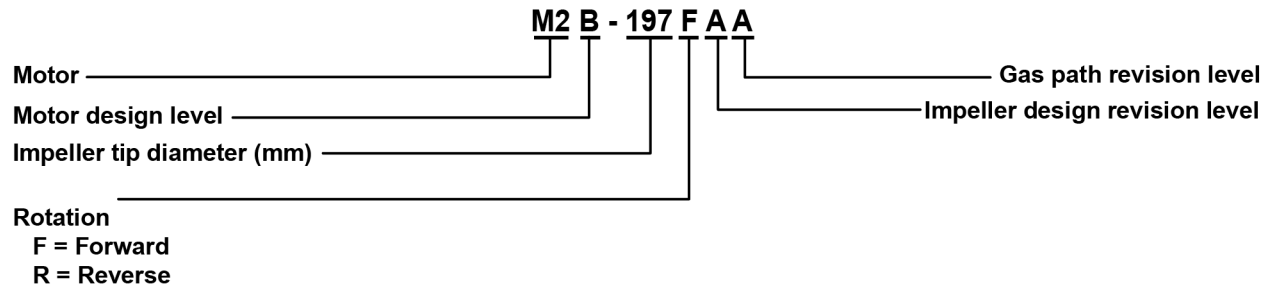 M2 B - 197 F A A
Motor
Gas path revision level
Motor design level
Impeller design revision level
Impeller tip diameter (mm)
Rotation
F = Forward
R = Reverse